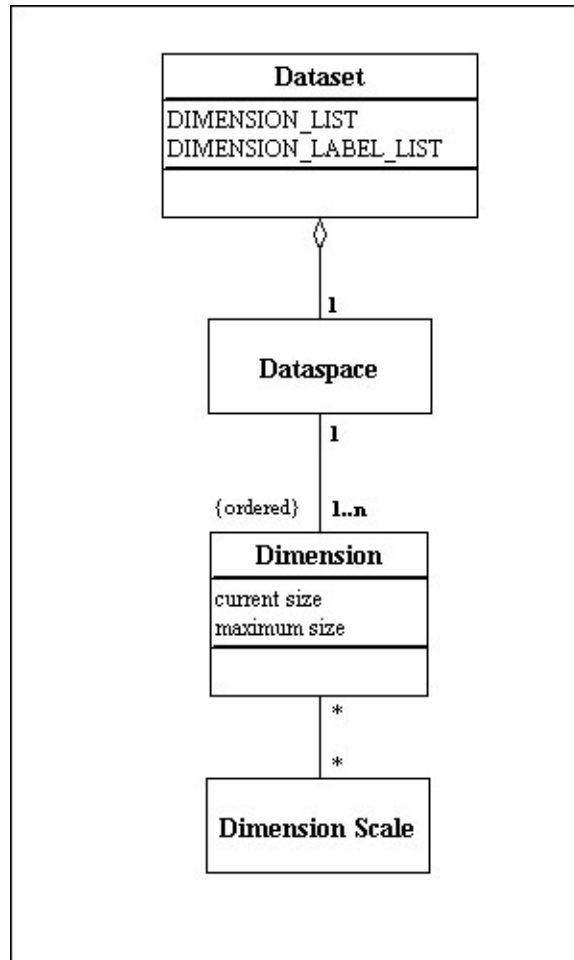 Dataset
DIMENSION_LIST
DIMENSION_LABEL_LIST
1
Dataspace
1
{ordered} 1..n
Dimension
current size
maximum size
*
*
Dimension Scale